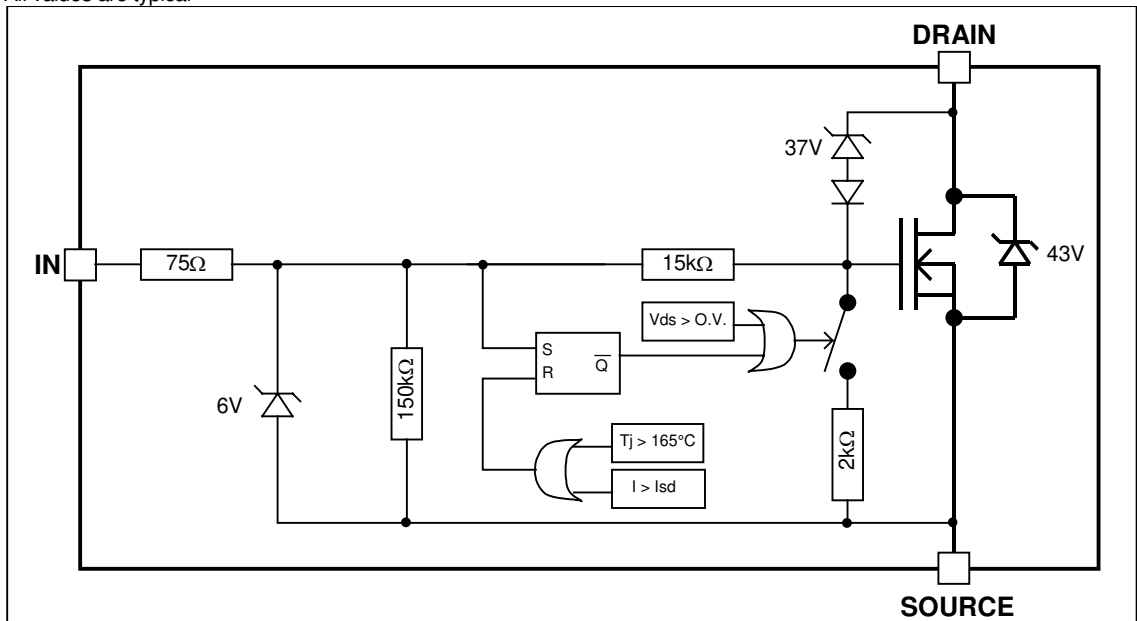 All values are typical
DRAIN
37V
IN
75Ω
15kΩ
43V
Vds > O.V.
S
R
Q̅
150kΩ
6V
Tj > 165°C
I > Isd
2kΩ
SOURCE